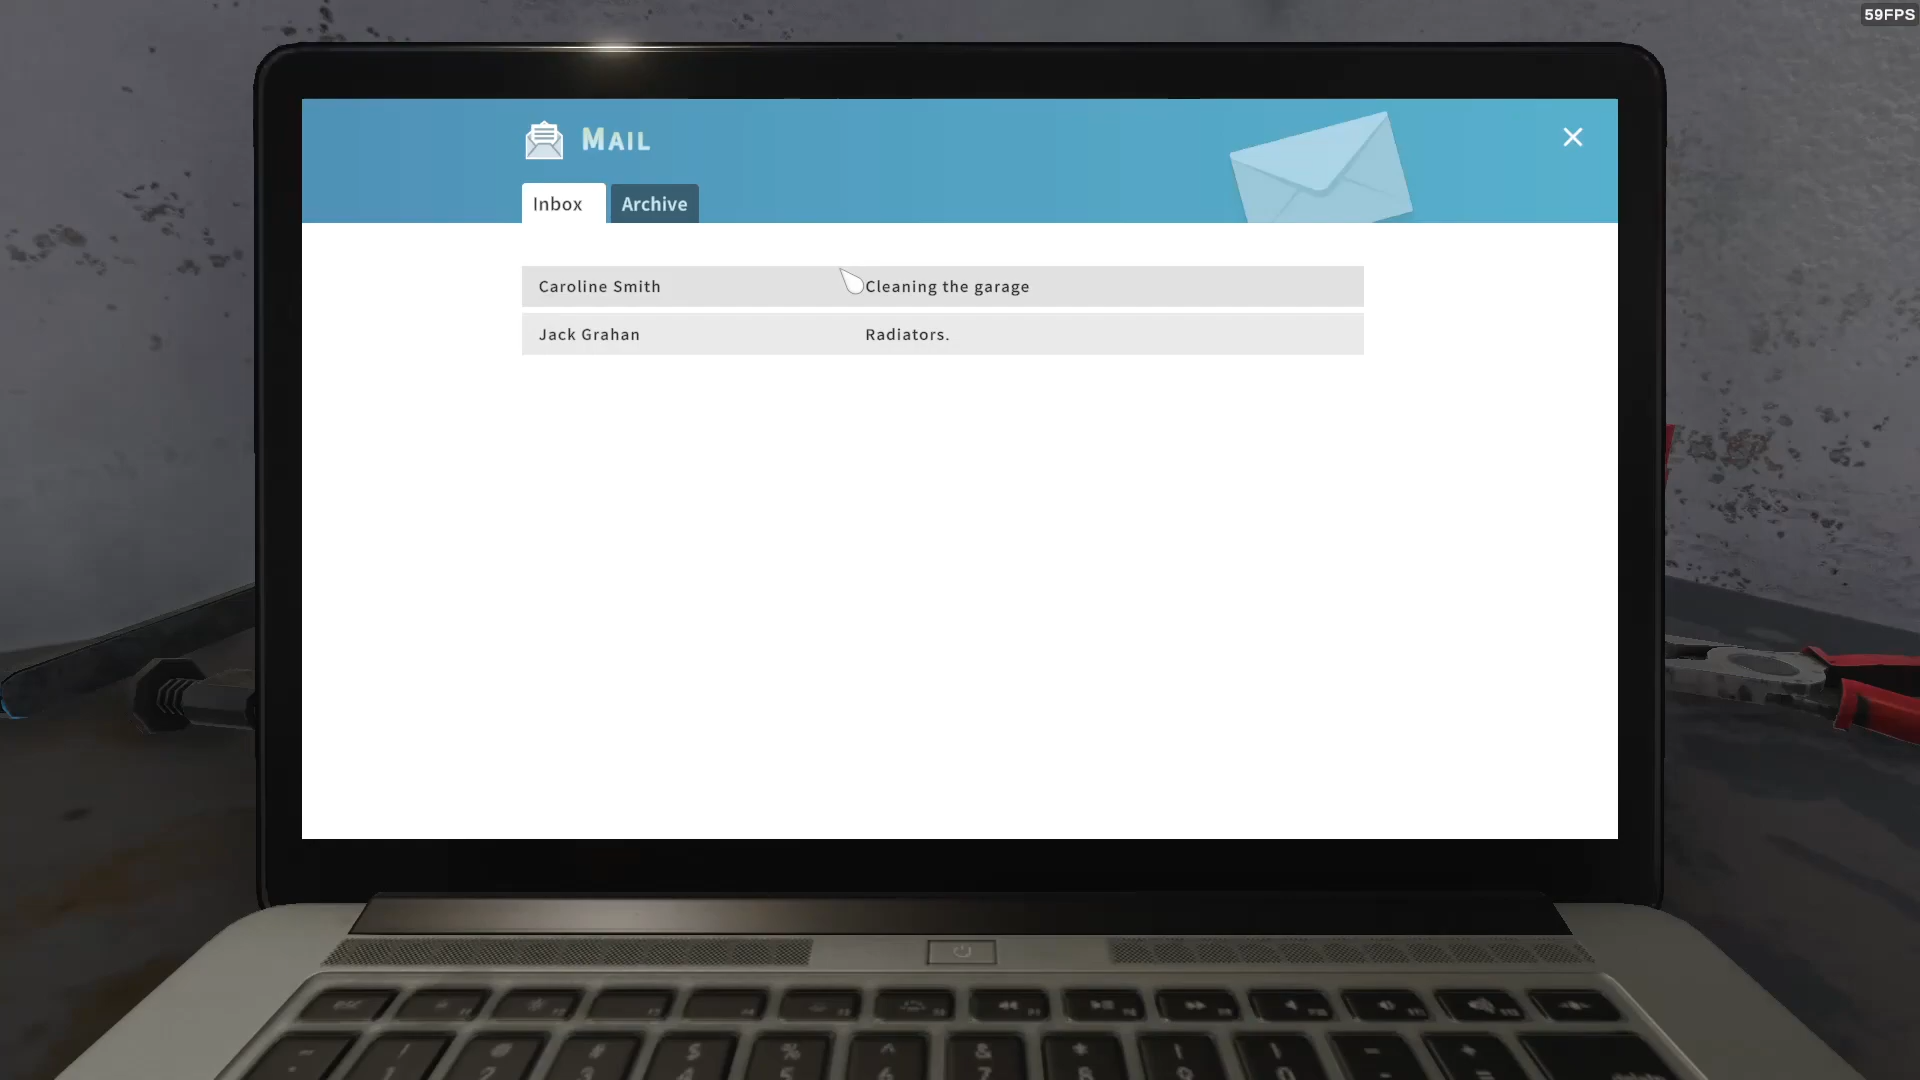 59FPS
MAIL
Inbox Archive
Caroline Smith Cleaning the garage
Jack Grahan Radiators.